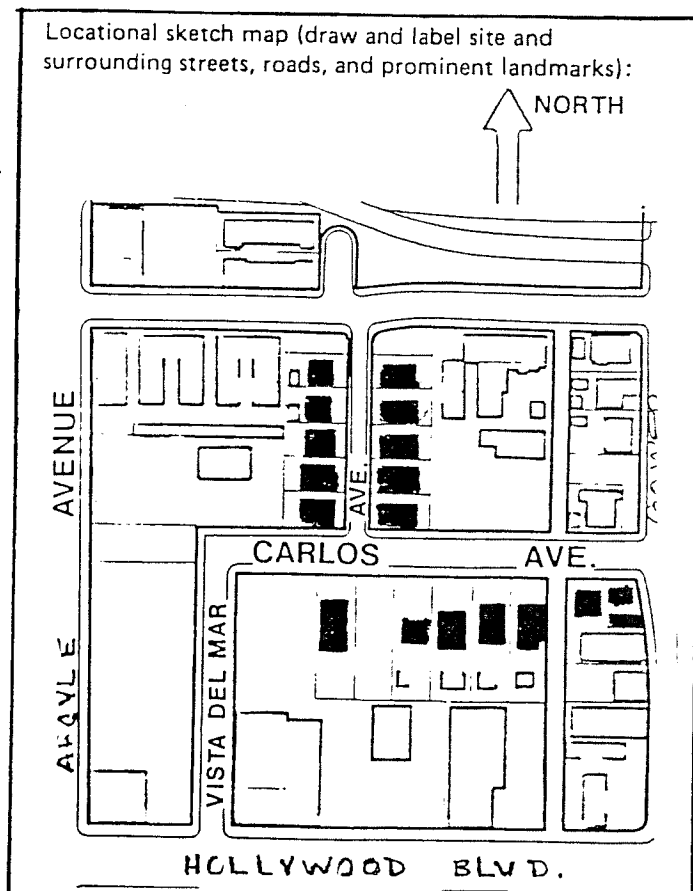 Locational sketch map (draw and label site and
surrounding streets, roads, and prominent landmarks):
NORTH
AVENUE
ARGYLE
AVE.
GOWER
CARLOS AVE.
VISTA DEL MAR
HOLLYWOOD BLVD.